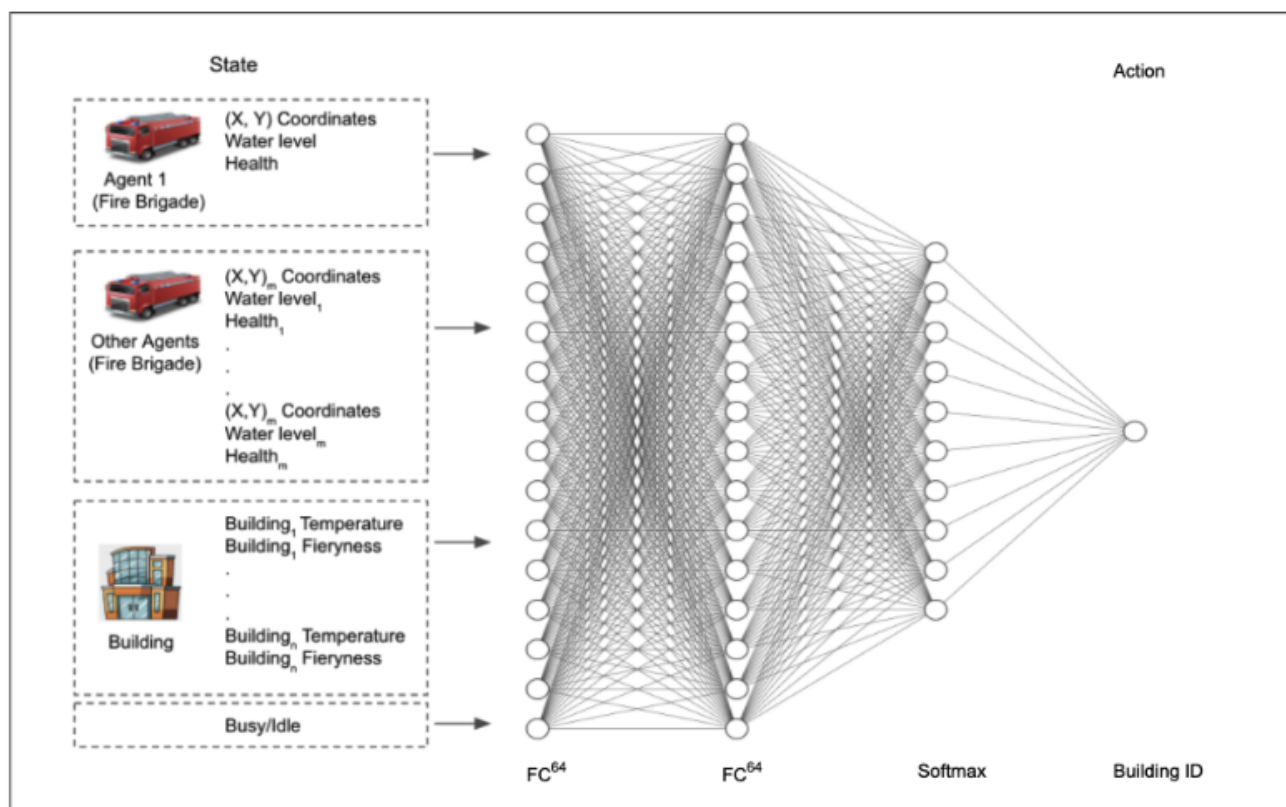 State
Action
(X, Y) Coordinates
Water level
Health
Agent 1
(Fire Brigade)
(X,Y)m Coordinates
Water level1
Health1
.
.
.
Other Agents
(Fire Brigade)
(X,Y)m Coordinates
Water levelm
Healthm
Building1 Temperature
Building1 Fieryness
.
.
.
Building
Buildingn Temperature
Buildingn Fieryness
Busy/Idle
FC64
FC64
Softmax
Building ID